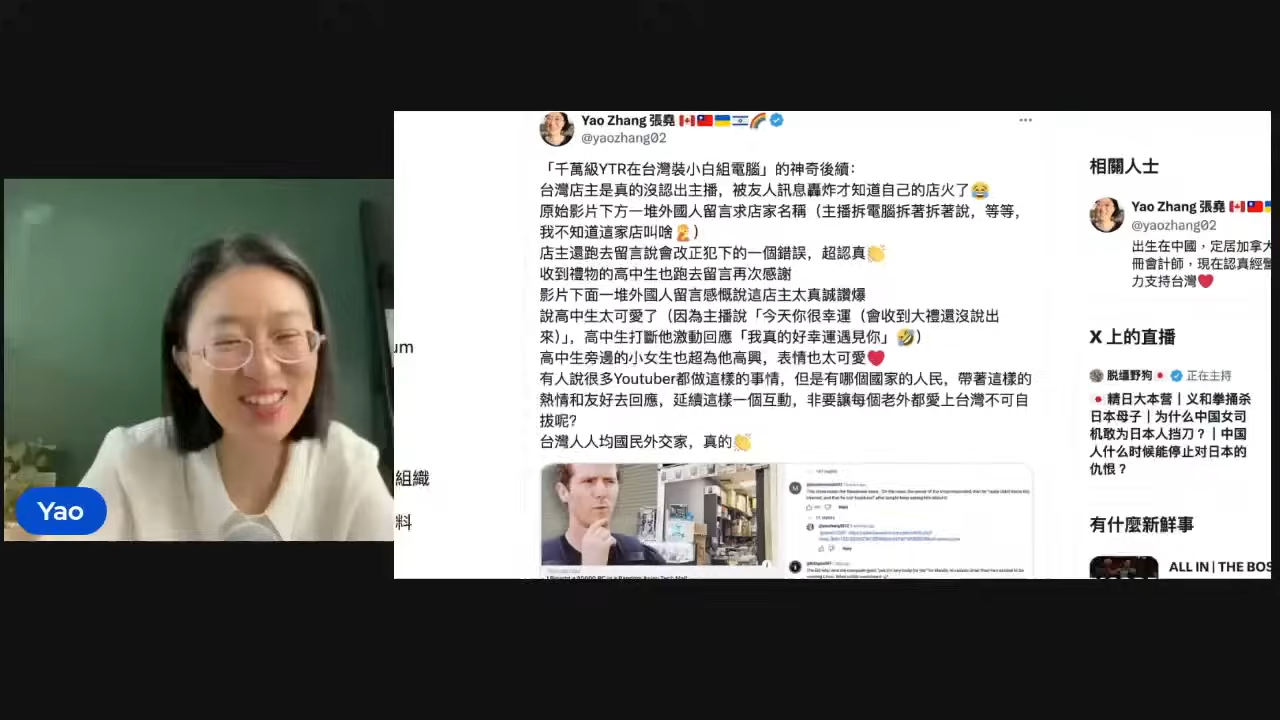 Yao
um
組織
料
Yao Zhang 張堯
@yaozhang02
「千萬級YTR在台灣裝小白組電腦」的神奇後續：
台灣店主是真的沒認出主播，被友人訊息轟炸才知道自己的店火了😂
原始影片下方一堆外國人留言求店家名稱（主播拆電腦拆著拆著說，等等，
我不知道這家店叫啥🤦）
店主還跑去留言說會改正犯下的一個錯誤，超認真👏
收到禮物的高中生也跑去留言再次感謝
影片下面一堆外國人留言感慨說這店主太真誠讚爆
說高中生太可愛了（因為主播說「今天你很幸運（會收到大禮還沒說出
來）」，高中生打斷他激動回應「我真的好幸運遇見你」🤣）
高中生旁邊的小女生也超為他高興，表情也太可愛❤️
有人說很多Youtuber都做這樣的事情，但是有哪個國家的人民，帶著這樣的
熱情和友好去回應，延續這樣一個互動，非要讓每個老外都愛上台灣不可自
拔呢?
台灣人人均國民外交家，真的👏
相關人士
Yao Zhang 張堯
@yaozhang02
出生在中國，定居加拿大
冊會計師，現在認真經營
力支持台灣❤️
X 上的直播
正在主持
精日大本营｜义和拳捅杀
日本母子｜为什么中国女司
机敢为日本人挡刀？｜中国
人什么时候能停止对日本的
仇恨？
有什麼新鮮事
ALL IN | THE BOS